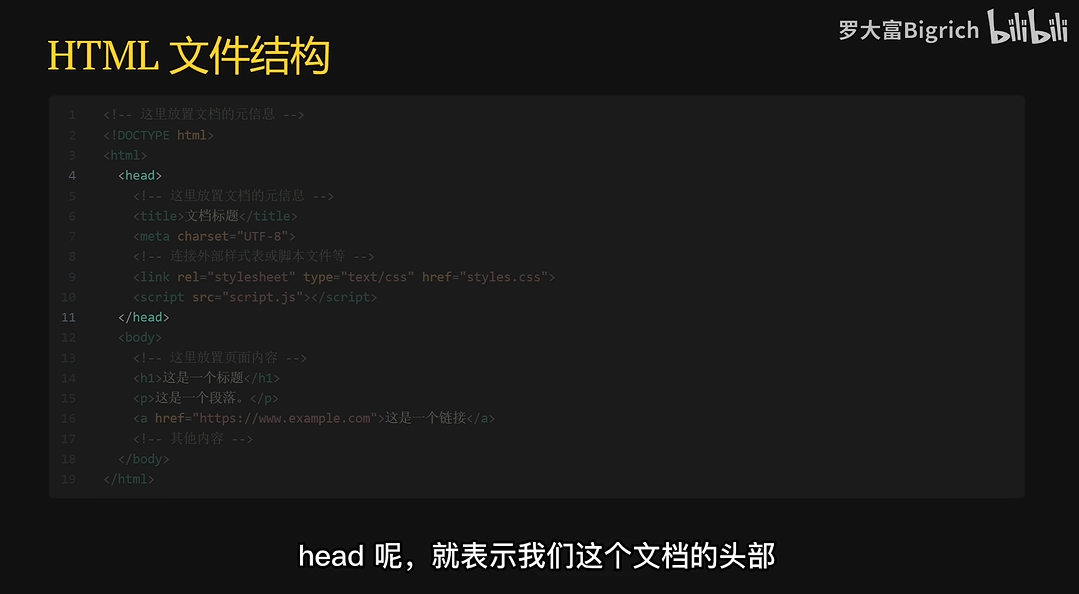 罗大富Bigrich bilibili
HTML 文件结构
1 <!-- 这里放置文档的元信息 -->
2 <!DOCTYPE html>
3 <html>
4 <head>
5 <!-- 这里放置文档的元信息 -->
6 <title>文档标题</title>
7 <meta charset="UTF-8">
8 <!-- 连接外部样式表或脚本文件等 -->
9 <link rel="stylesheet" type="text/css" href="styles.css">
10 <script src="script.js"></script>
11 </head>
12 <body>
13 <!-- 这里放置页面内容 -->
14 <h1>这是一个标题</h1>
15 <p>这是一个段落。</p>
16 <a href="https://www.example.com">这是一个链接</a>
17 <!-- 其他内容 -->
18 </body>
19 </html>
head 呢，就表示我们这个文档的头部